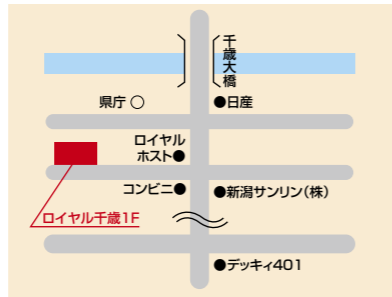 千歳大橋
県庁○
●日産
ロイヤル
ホスト●
コンビニ●
●新潟サンリン(株)
ロイヤル千歳1F
●デッキィ401